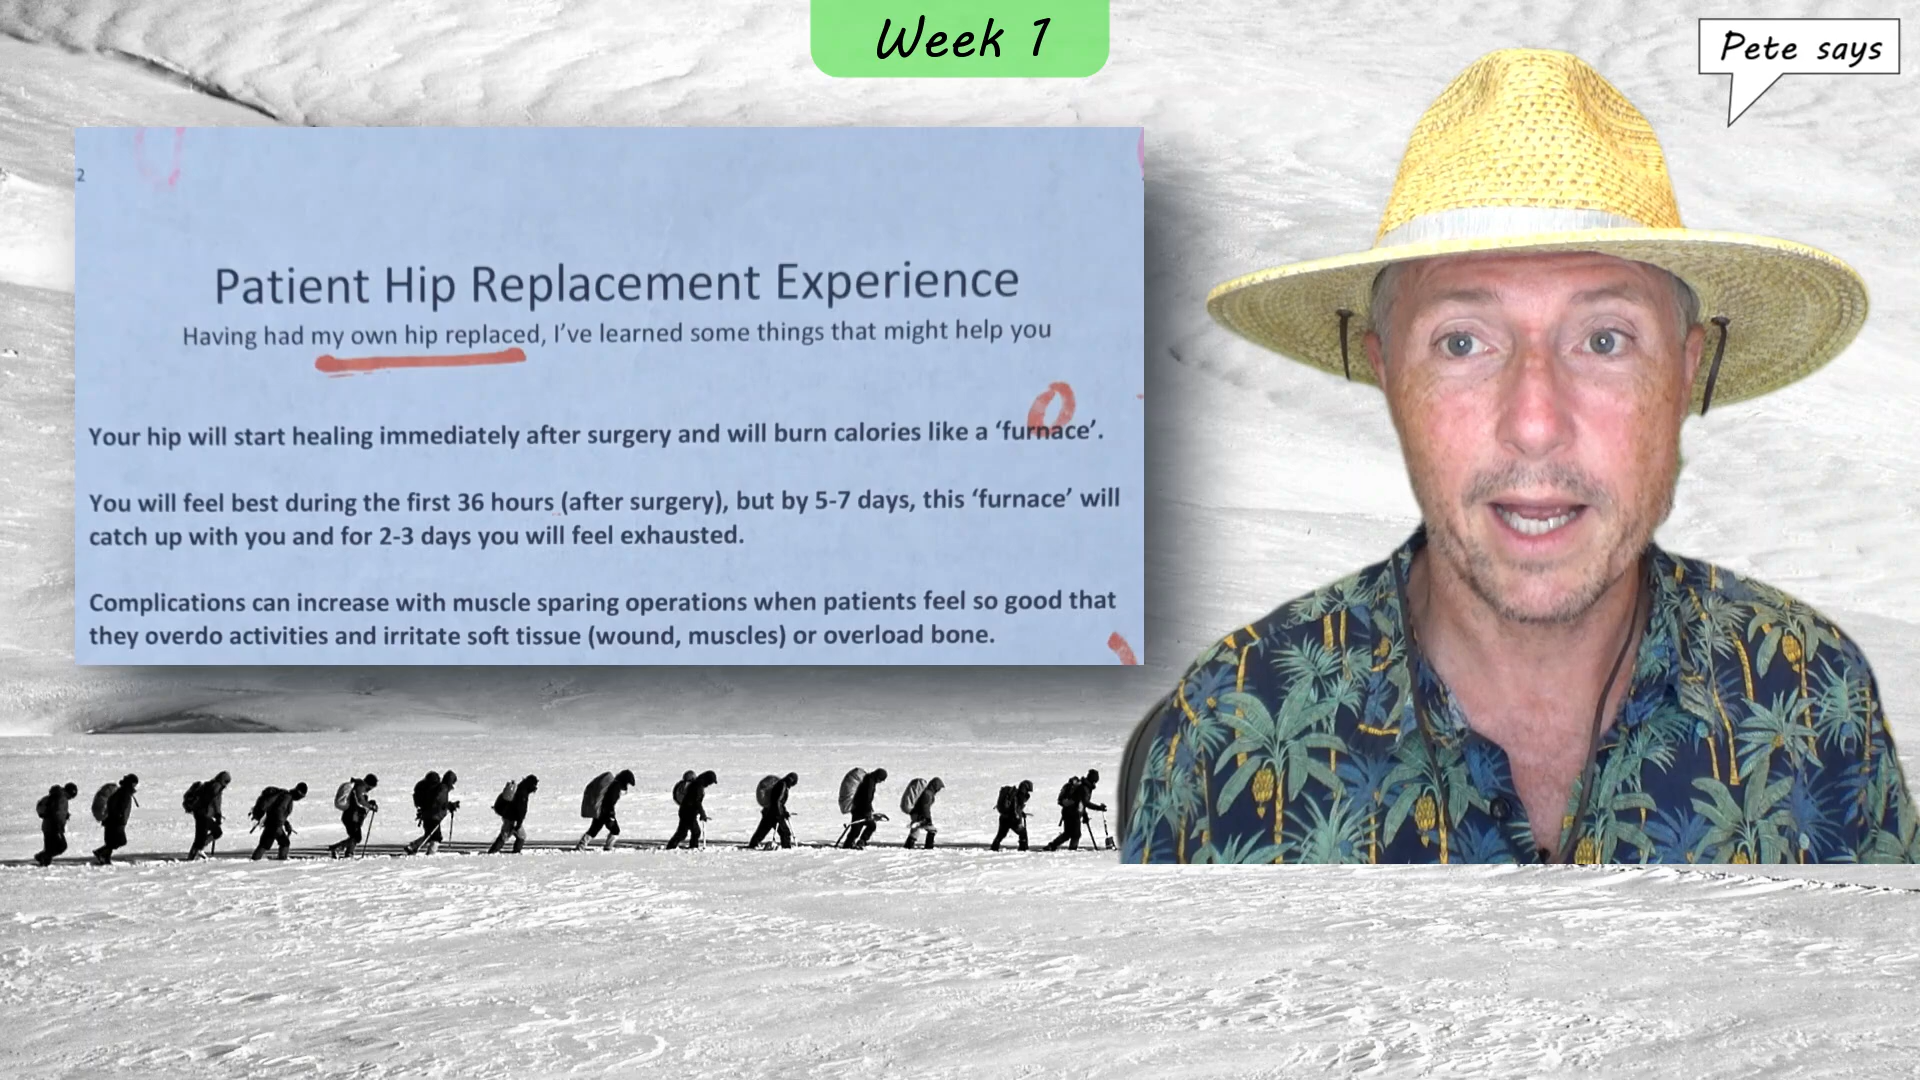 Week 1
Pete says
2
Patient Hip Replacement Experience
Having had my own hip replaced, I’ve learned some things that might help you
Your hip will start healing immediately after surgery and will burn calories like a ‘furnace’.
You will feel best during the first 36 hours (after surgery), but by 5-7 days, this ‘furnace’ will
catch up with you and for 2-3 days you will feel exhausted.
Complications can increase with muscle sparing operations when patients feel so good that
they overdo activities and irritate soft tissue (wound, muscles) or overload bone.